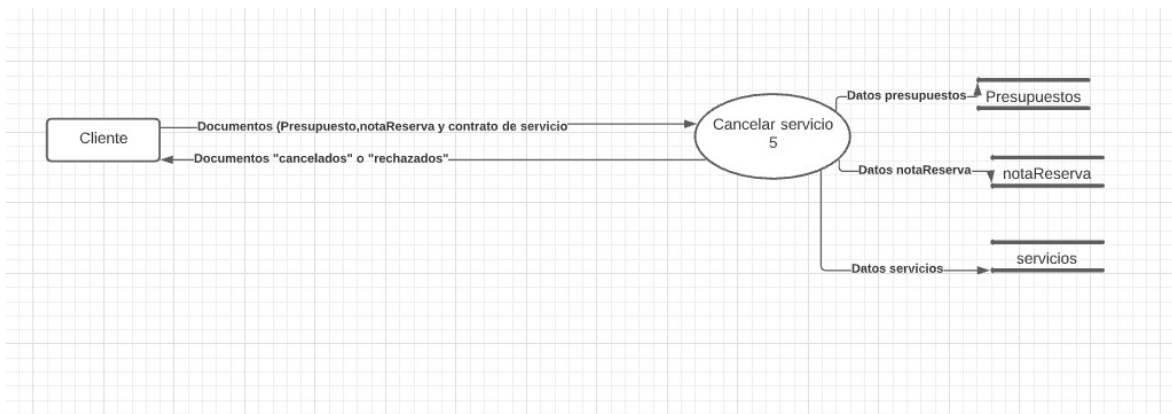 Cliente
Documentos (Presupuesto,notaReserva y contrato de servicio
Documentos "cancelados" o "rechazados"
Cancelar servicio
5
Datos presupuestos
Presupuestos
Datos notaReserva
notaReserva
Datos servicios
servicios